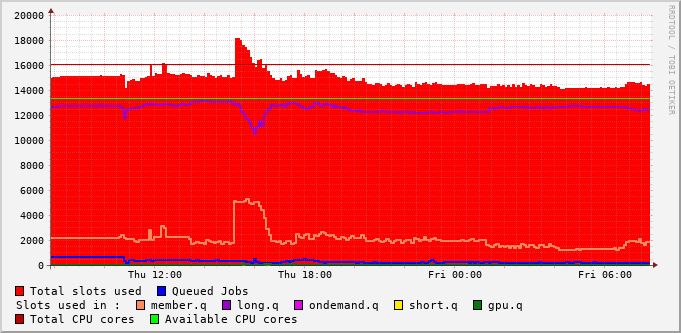 20000
18000
16000
14000
12000
10000
8000
6000
4000
2000
0
Thu 12:00 Thu 18:00 Fri 00:00 Fri 06:00
RRDTOOL / TOBI OETIKER
Total slots used Queued Jobs
Slots used in : member.q long.q ondemand.q short.q gpu.q
Total CPU cores Available CPU cores